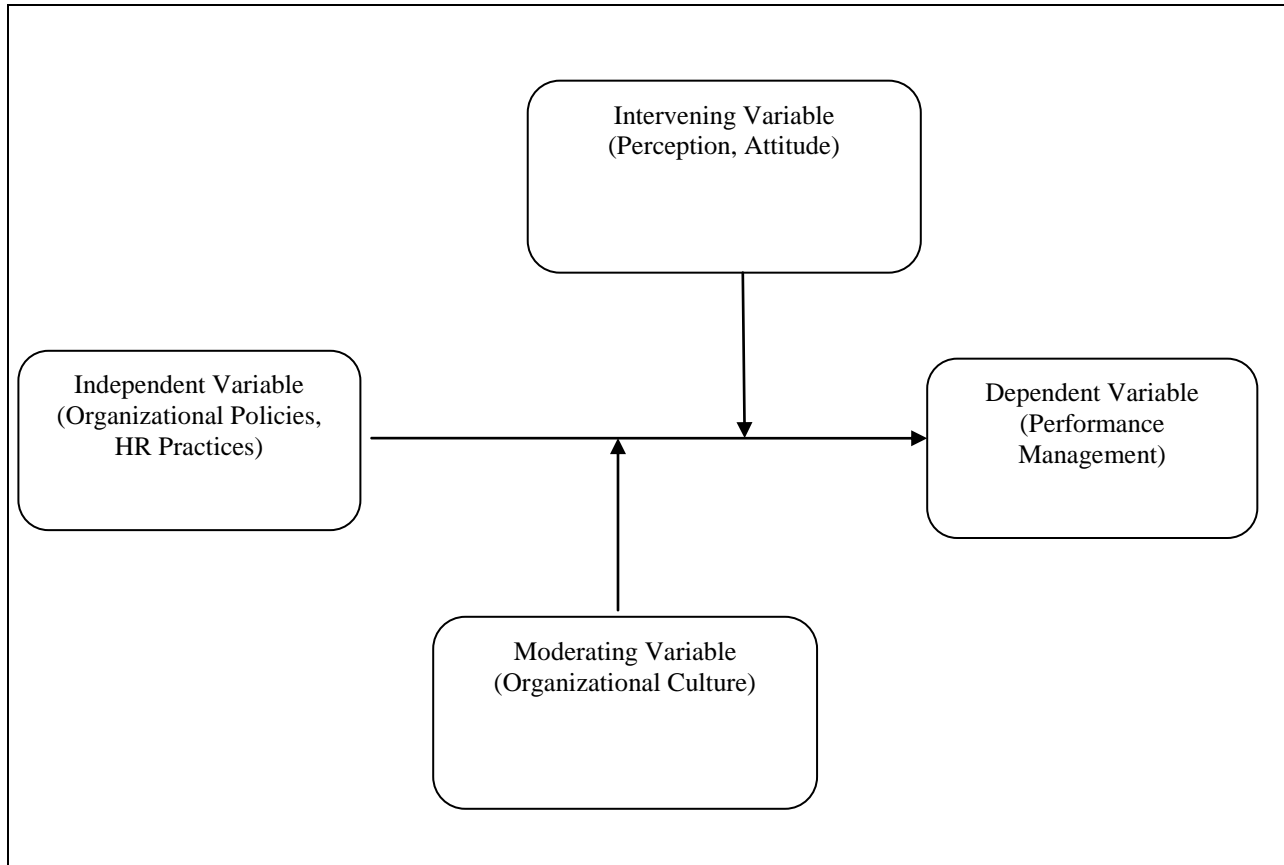 Intervening Variable
(Perception, Attitude)
Independent Variable
(Organizational Policies,
HR Practices)
Dependent Variable
(Performance
Management)
Moderating Variable
(Organizational Culture)